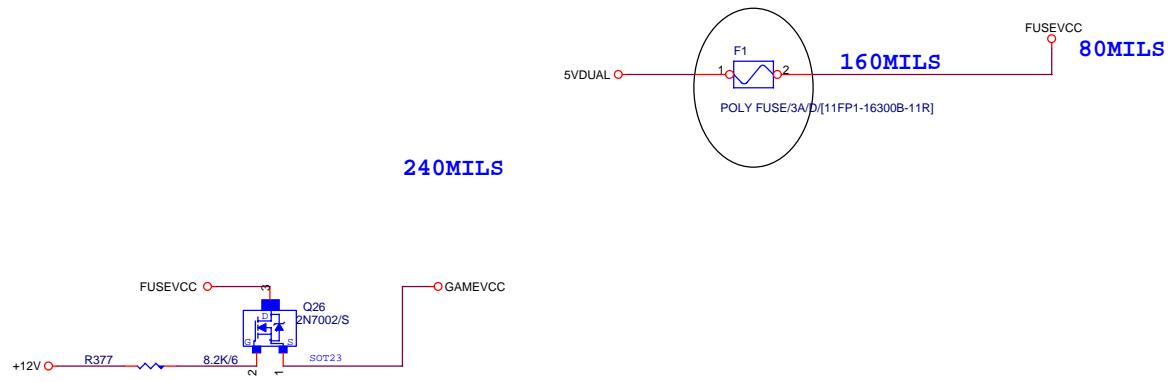 FUSEVCC
80MILS
F1
160MILS
5VDUAL
1
2
POLY FUSE/3A/D/[11FP1-16300B-11R]
240MILS
FUSEVCC
3
GAMEVCC
Q26
2N7002/S
D
G
S
+12V
R377
8.2K/6
SOT23
2
1